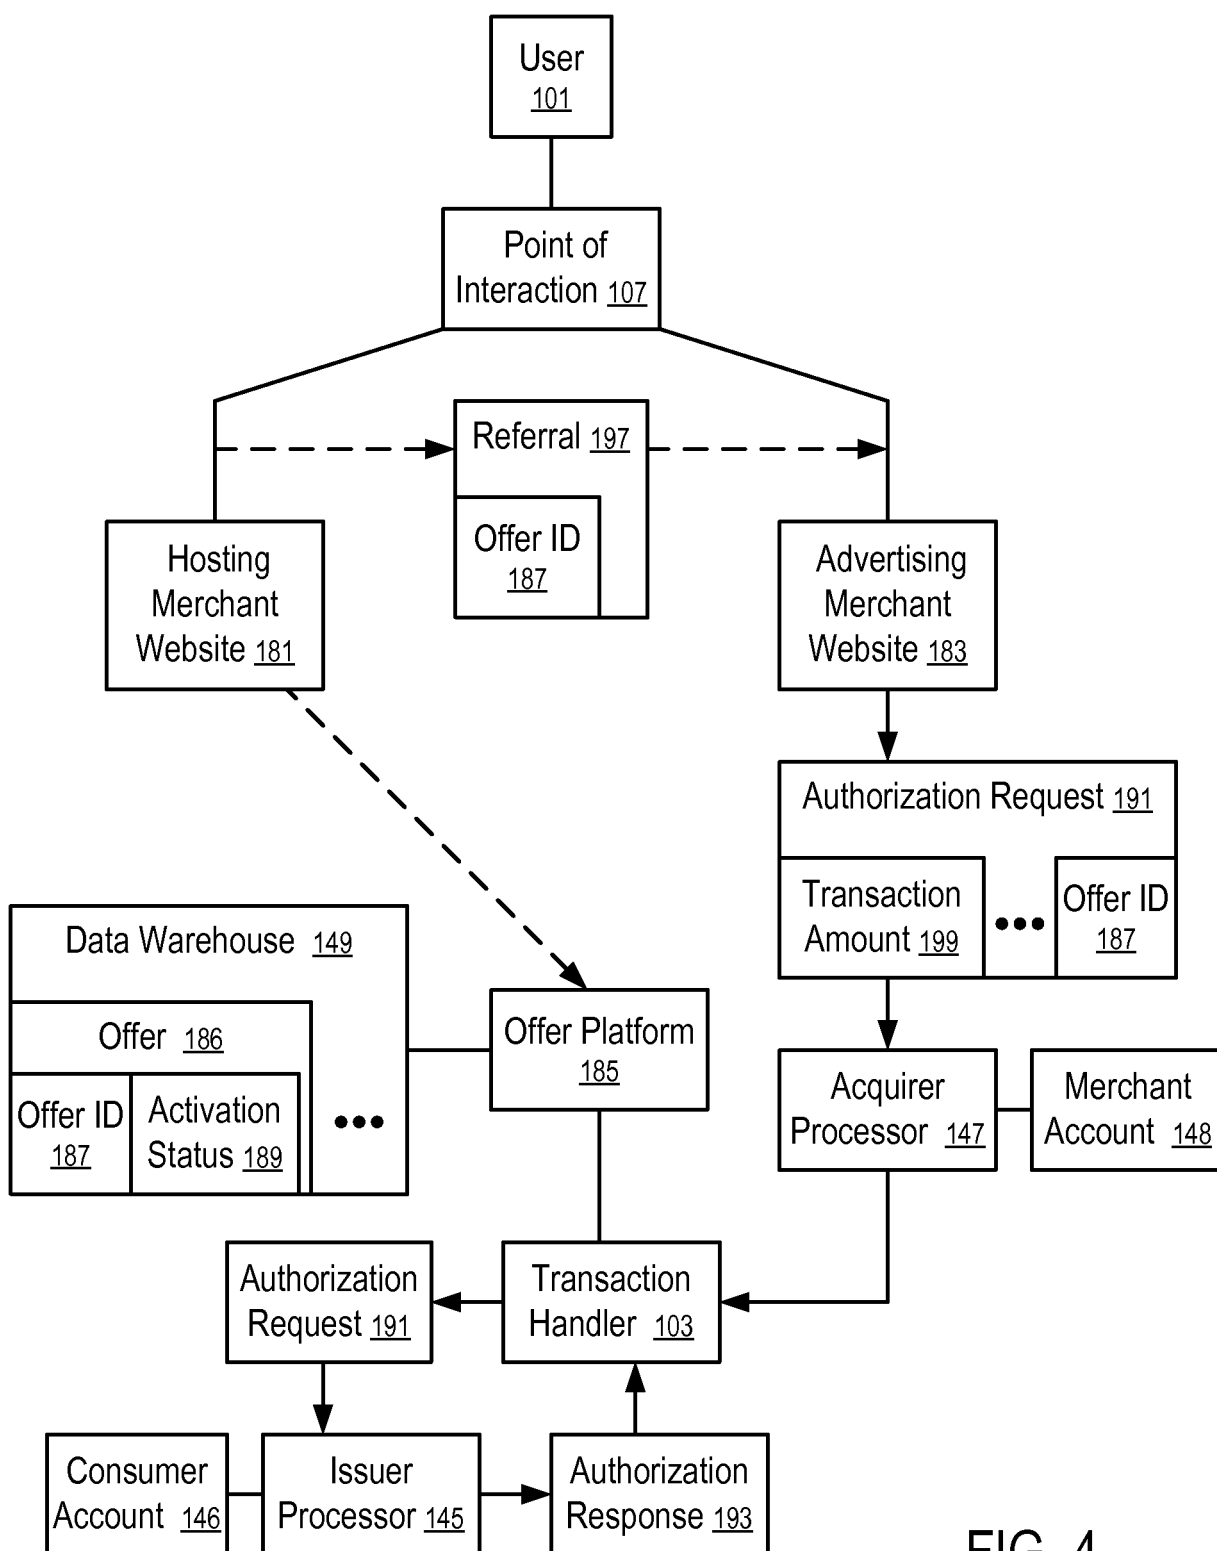 User
101
Point of
Interaction 107
Referral 197
Offer ID
187
Hosting
Merchant
Website 181
Advertising
Merchant
Website 183
Authorization Request 191
Transaction
Amount 199
•••
Offer ID
187
Data Warehouse 149
Offer 186
Offer ID
187
Activation
Status 189
•••
Offer Platform
185
Acquirer
Processor 147
Merchant
Account 148
Authorization
Request 191
Transaction
Handler 103
Consumer
Account 146
Issuer
Processor 145
Authorization
Response 193
FIG. 4